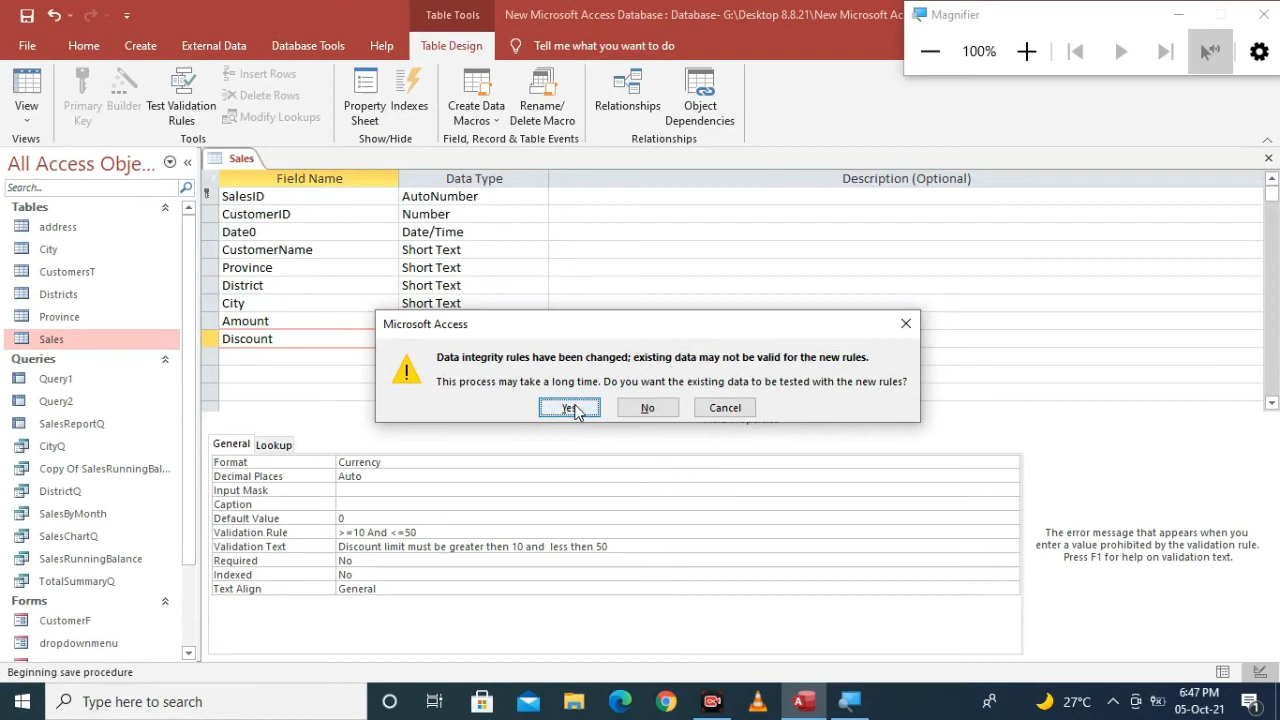 Table Tools
New Microsoft Access Database : Database- G:\Desktop 8.8.21\New Microsoft Acc
Magnifier
File
Home
Create
External Data
Database Tools
Help
Table Design
Tell me what you want to do
100%
View
Primary Key
Builder
Test Validation Rules
Insert Rows
Delete Rows
Modify Lookups
Property Sheet
Indexes
Create Data Macros
Rename/ Delete Macro
Relationships
Object Dependencies
Views
Tools
Show/Hide
Field, Record & Table Events
Relationships
All Access Obje...
Search...
Tables
address
City
CustomersT
Districts
Province
Sales
Queries
Query1
Query2
SalesReportQ
CityQ
Copy Of SalesRunningBal...
DistrictQ
SalesByMonth
SalesChartQ
SalesRunningBalance
TotalSummaryQ
Forms
CustomerF
dropdownmenu
Sales
Field Name Data Type Description (Optional)
SalesID AutoNumber
CustomerID Number
Date0 Date/Time
CustomerName Short Text
Province Short Text
District Short Text
City Short Text
Amount
Discount
Microsoft Access
Data integrity rules have been changed; existing data may not be valid for the new rules.
This process may take a long time. Do you want the existing data to be tested with the new rules?
Yes No Cancel
General Lookup
Format Currency
Decimal Places Auto
Input Mask
Caption
Default Value 0
Validation Rule >=10 And <=50
Validation Text Discount limit must be greater then 10 and less then 50
Required No
Indexed No
Text Align General
The error message that appears when you
enter a value prohibited by the validation rule.
Press F1 for help on validation text.
Beginning save procedure
Type here to search
27°C
6:47 PM
05-Oct-21
1